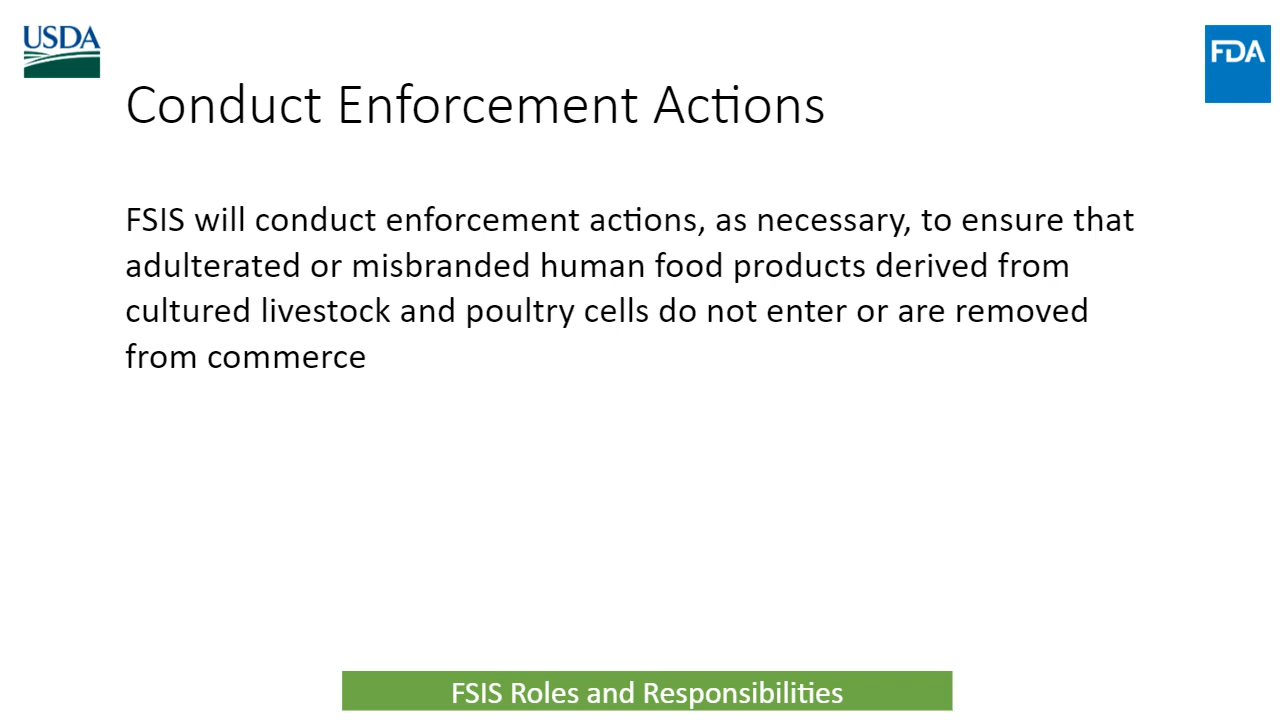 USDA
FDA
Conduct Enforcement Actions
FSIS will conduct enforcement actions, as necessary, to ensure that
adulterated or misbranded human food products derived from
cultured livestock and poultry cells do not enter or are removed
from commerce
FSIS Roles and Responsibilities